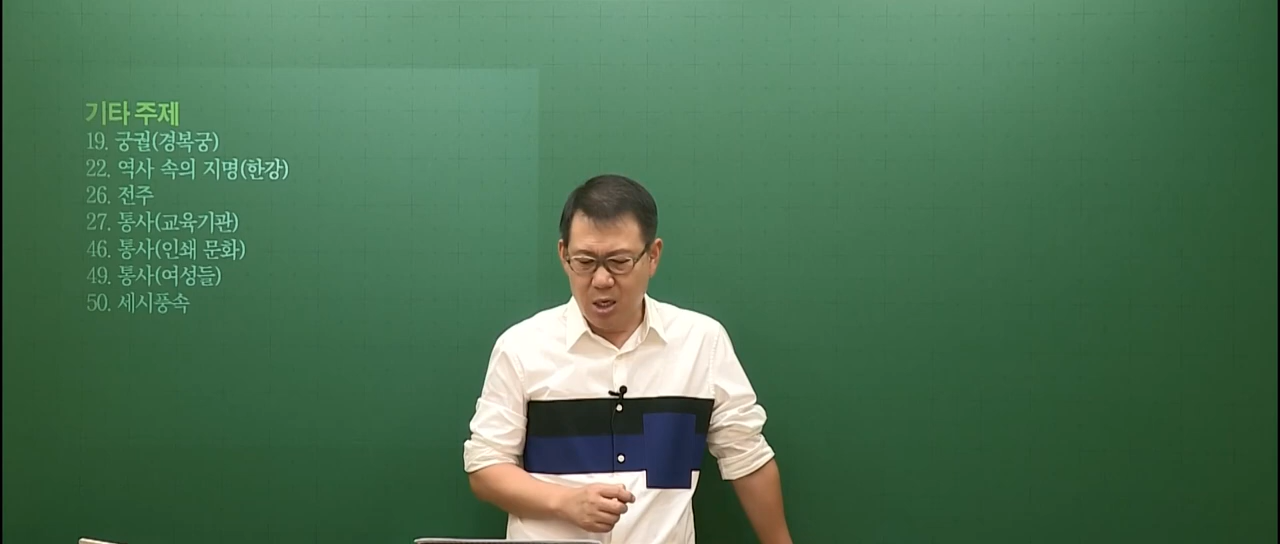 기타 주제
19. 궁궐(경복궁)
22. 역사 속의 지명(한강)
26. 전주
27. 통사(교육기관)
46. 통사(인쇄 문화)
49. 통사(여성들)
50. 세시풍속